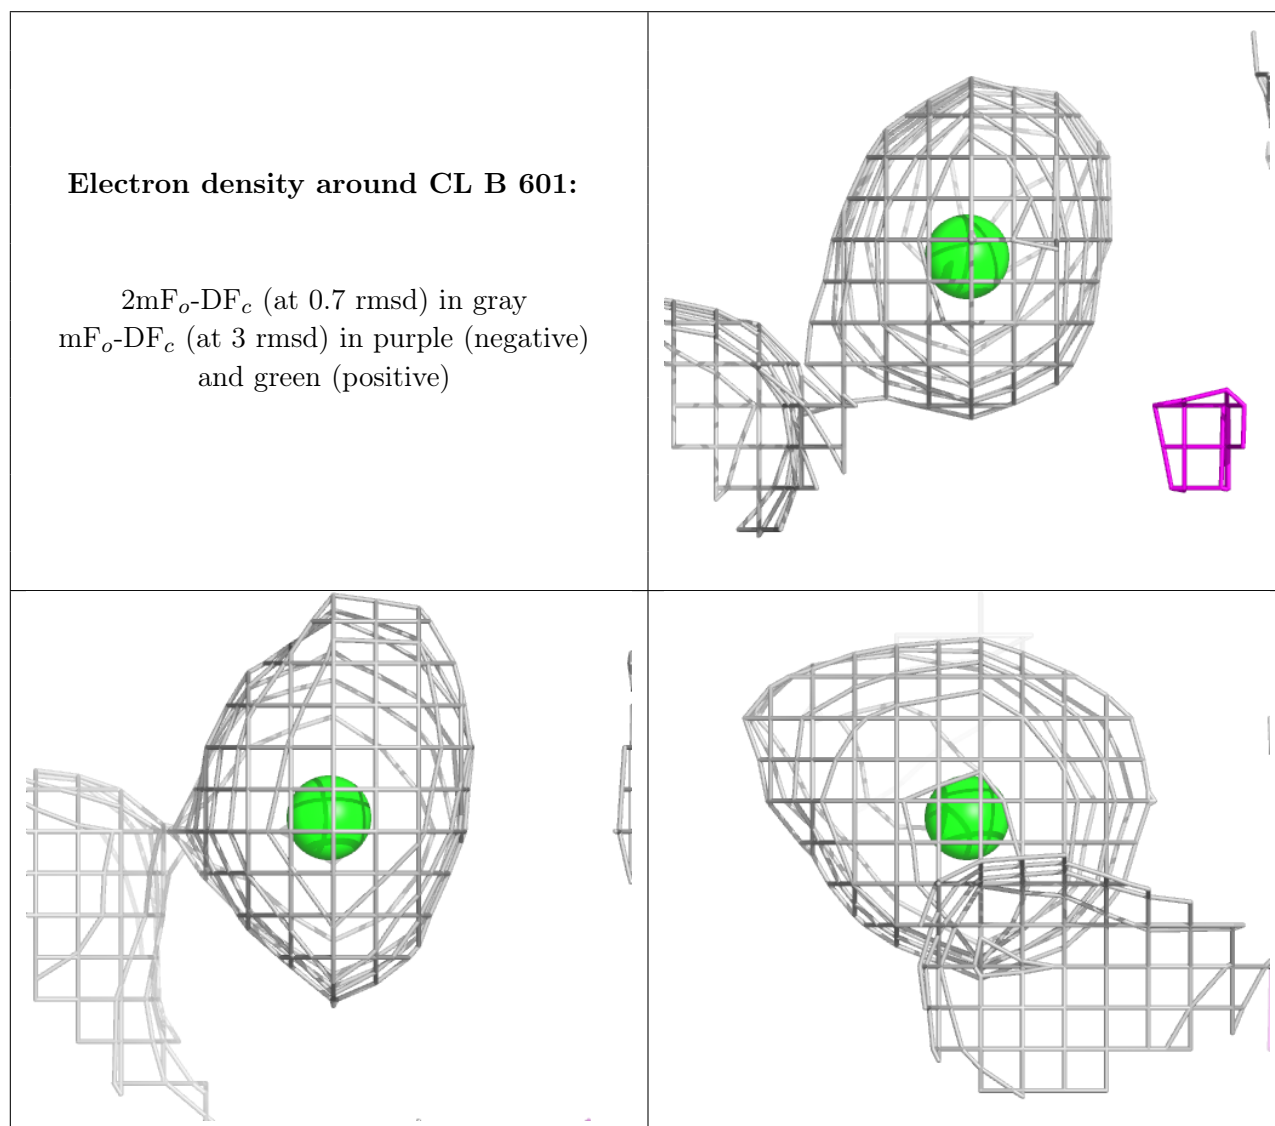 Electron density around CL B 601:
2mFo-DFc (at 0.7 rmsd) in gray
mFo-DFc (at 3 rmsd) in purple (negative)
and green (positive)